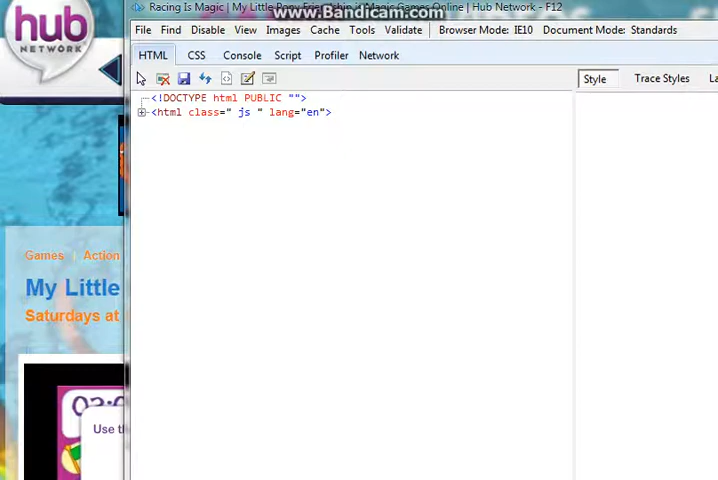 Racing Is Magic | My Little Pony Friendship is Magic Games Online | Hub Network - F12
www.Bandicam.com
File Find Disable View Images Cache Tools Validate Browser Mode: IE10 Document Mode: Standards
HTML CSS Console Script Profiler Network
Style Trace Styles
<!DOCTYPE html PUBLIC "">
<html class=" js " lang="en">
hub
NETWORK
Games | Action
My Little
Saturdays at
Use